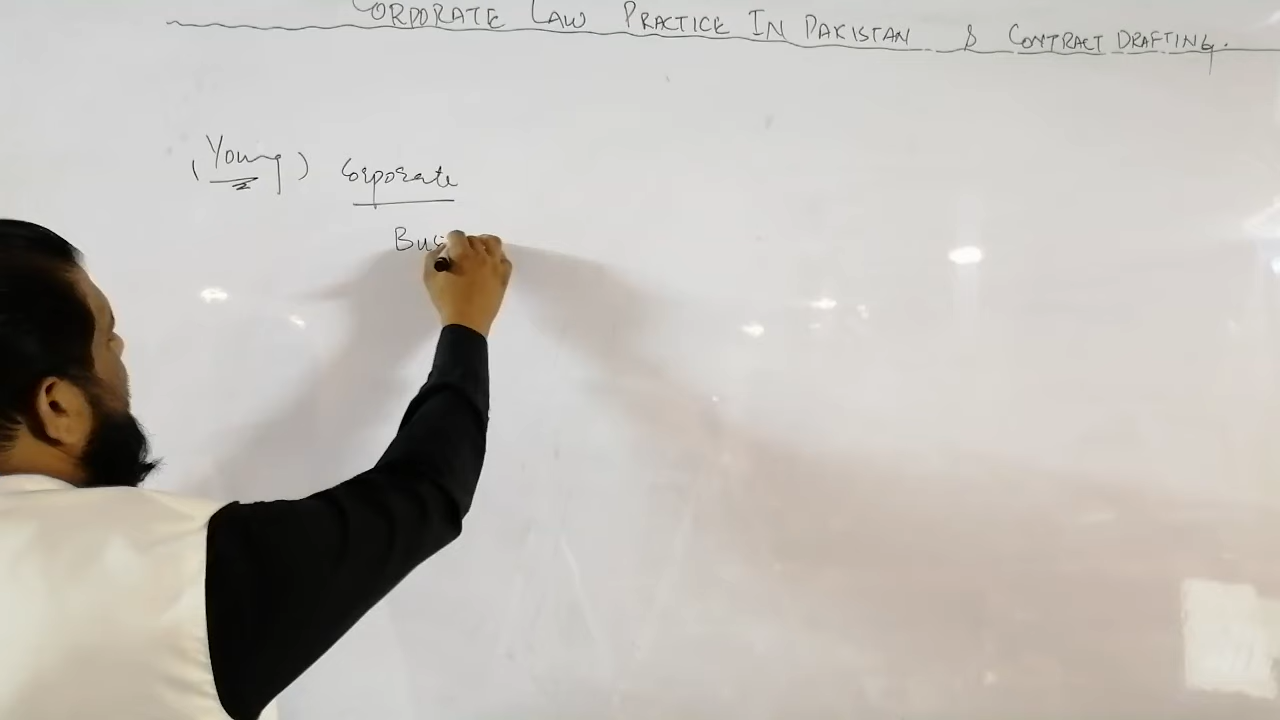 CORPORATE LAW PRACTICE IN PAKISTAN & CONTRACT DRAFTING.
(Young) Corporate
Bus